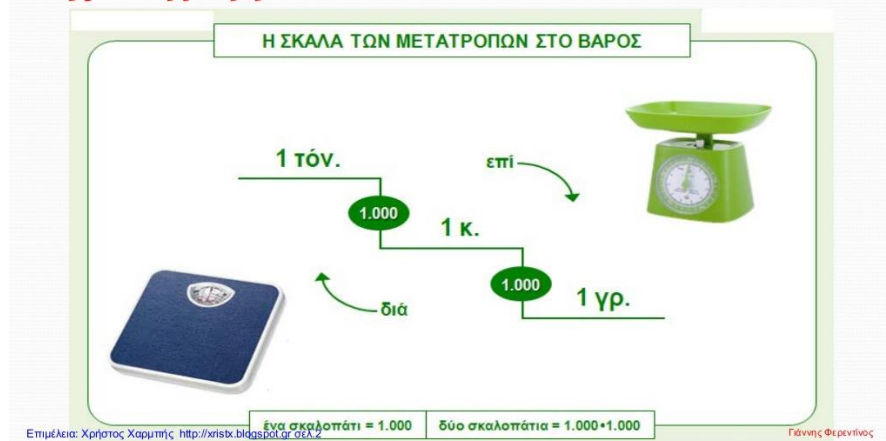 Η ΣΚΑΛΑ ΤΩΝ ΜΕΤΑΤΡΟΠΩΝ ΣΤΟ ΒΑΡΟΣ
1 τόν.
επί
1.000
1 κ.
1.000
διά
1 γρ.
ένα σκαλοπάτι = 1.000 δύο σκαλοπάτια = 1.000•1.000
Επιμέλεια: Χρήστος Χαρμπής http://xristx.blogspot.gr σελ.2
Γιάννης Φερεντίνος